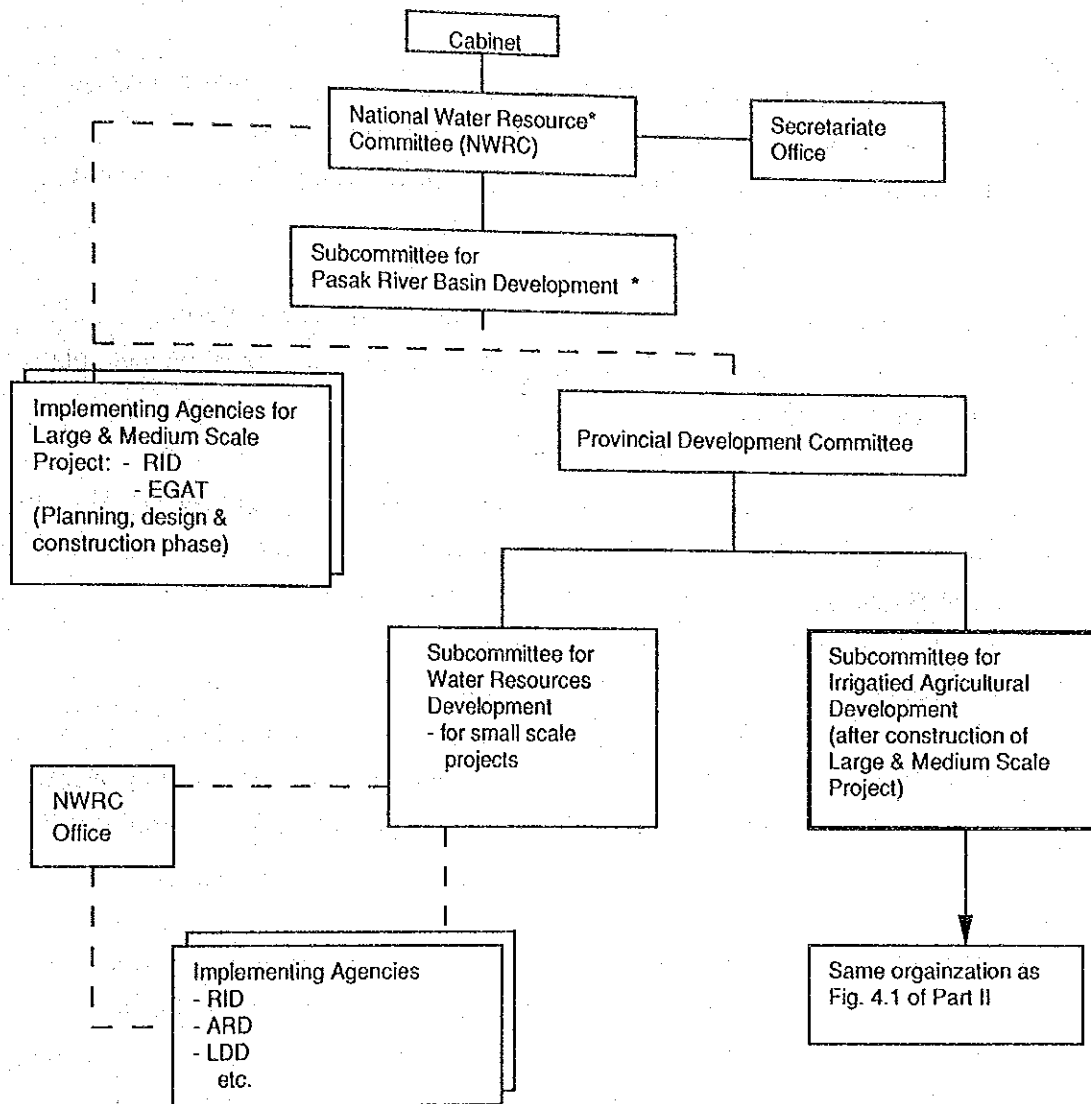 Cabinet
National Water Resource*
Committee (NWRC)
Secretariate
Office
Subcommittee for
Pasak River Basin Development *
Implementing Agencies for
Large & Medium Scale
Project: - RID
- EGAT
(Planning, design &
construction phase)
Provincial Development Committee
Subcommittee for
Water Resources
Development
- for small scale
projects
Subcommittee for
Irrigatied Agricultural
Development
(after construction of
Large & Medium Scale
Project)
NWRC
Office
Implementing Agencies
- RID
- ARD
- LDD
etc.
Same orgainzation as
Fig. 4.1 of Part II